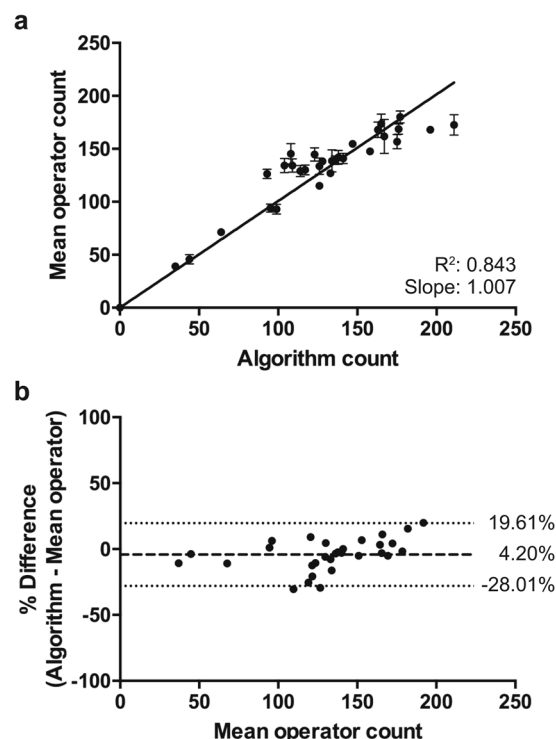 a
250
200
150
100
50
0
Mean operator count
R²: 0.843
Slope: 1.007
0 50 100 150 200 250
Algorithm count
b
100
50
0
-50
-100
% Difference
(Algorithm - Mean operator)
19.61%
4.20%
-28.01%
0 50 100 150 200 250
Mean operator count